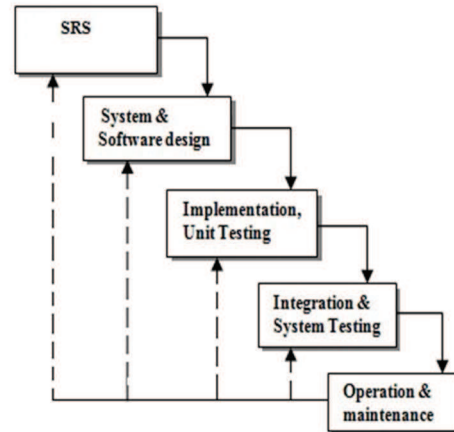 SRS
System &
Software design
Implementation,
Unit Testing
Integration &
System Testing
Operation &
maintenance